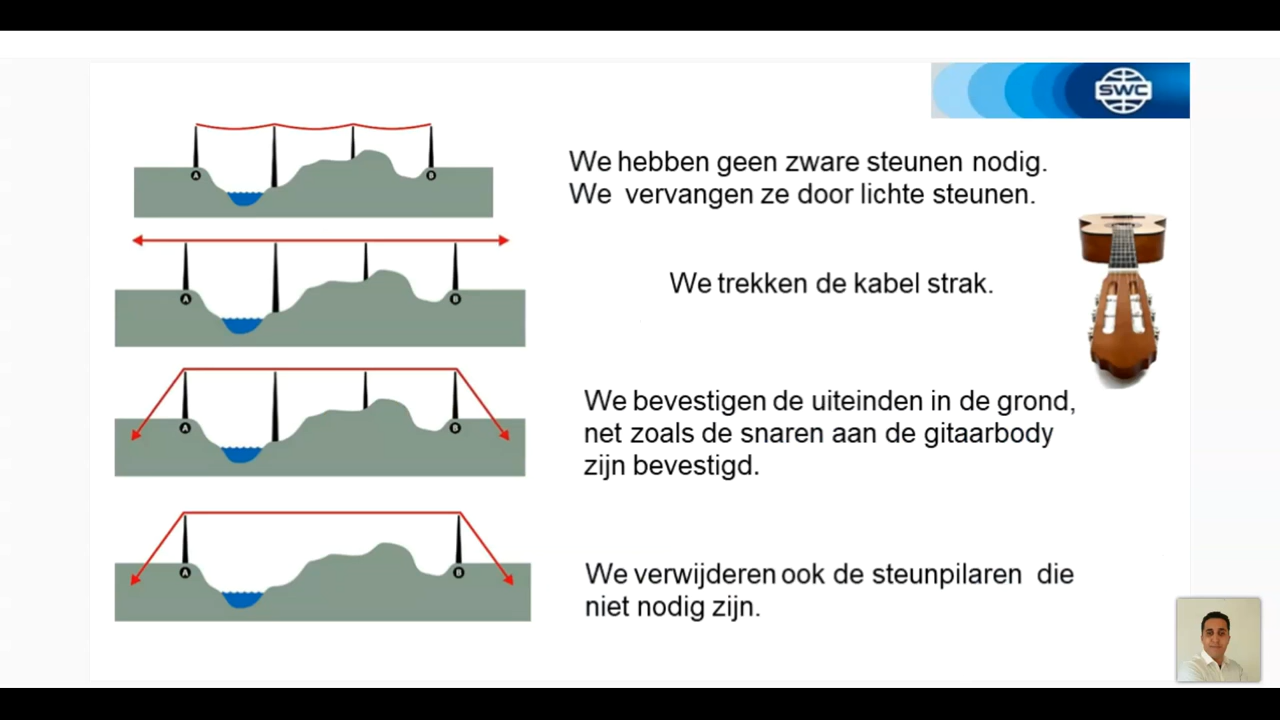 SWC
We hebben geen zware steunen nodig.
We vervangen ze door lichte steunen.
A
B
We trekken de kabel strak.
A
B
We bevestigen de uiteinden in de grond,
net zoals de snaren aan de gitaarbody
zijn bevestigd.
A
B
We verwijderen ook de steunpilaren die
niet nodig zijn.
A
B